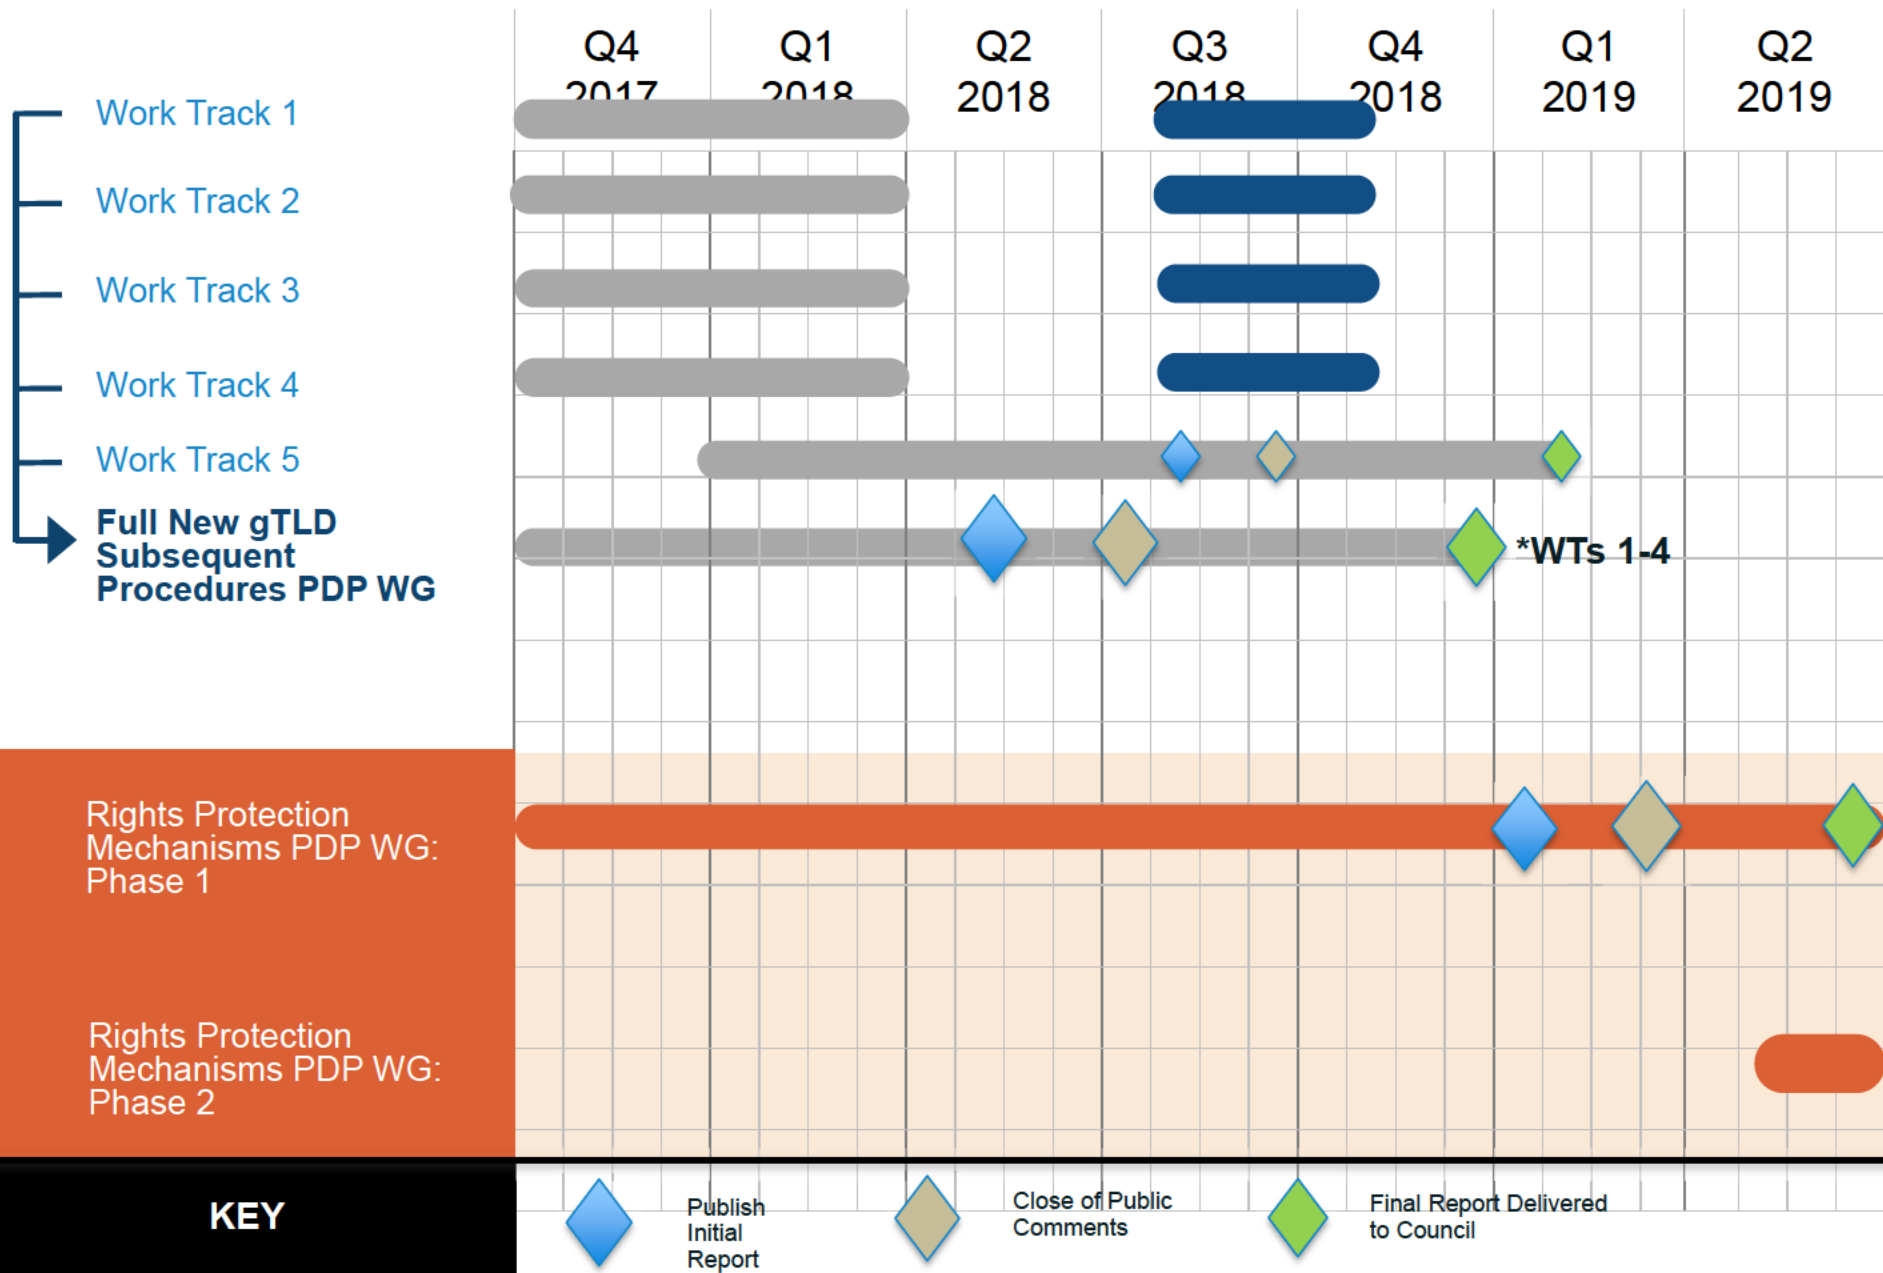 Q4 Q1 Q2 Q3 Q4 Q1 Q2
2017 2018 2018 2018 2018 2019 2019
Work Track 1
Work Track 2
Work Track 3
Work Track 4
Work Track 5
Full New gTLD
Subsequent
Procedures PDP WG
*WTs 1-4
Rights Protection
Mechanisms PDP WG:
Phase 1
Rights Protection
Mechanisms PDP WG:
Phase 2
KEY
Publish
Initial
Report
Close of Public
Comments
Final Report Delivered
to Council